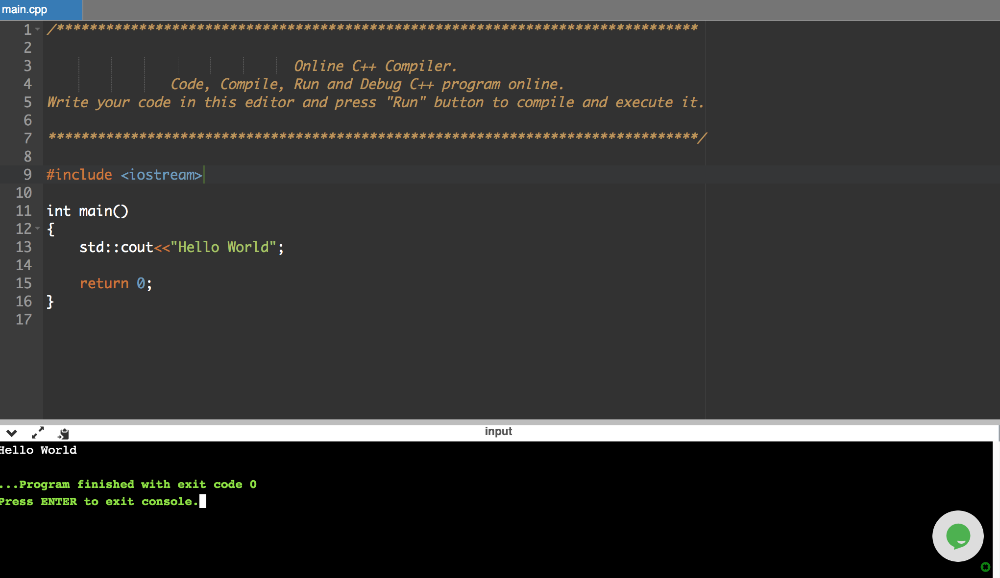 main.cpp
1 /******************************************************************************
2
3 Online C++ Compiler.
4 Code, Compile, Run and Debug C++ program online.
5 Write your code in this editor and press "Run" button to compile and execute it.
6
7 *******************************************************************************/
8
9 #include <iostream>
10
11 int main()
12 {
13 std::cout<<"Hello World";
14
15 return 0;
16 }
17
input
Hello World
...Program finished with exit code 0
Press ENTER to exit console.